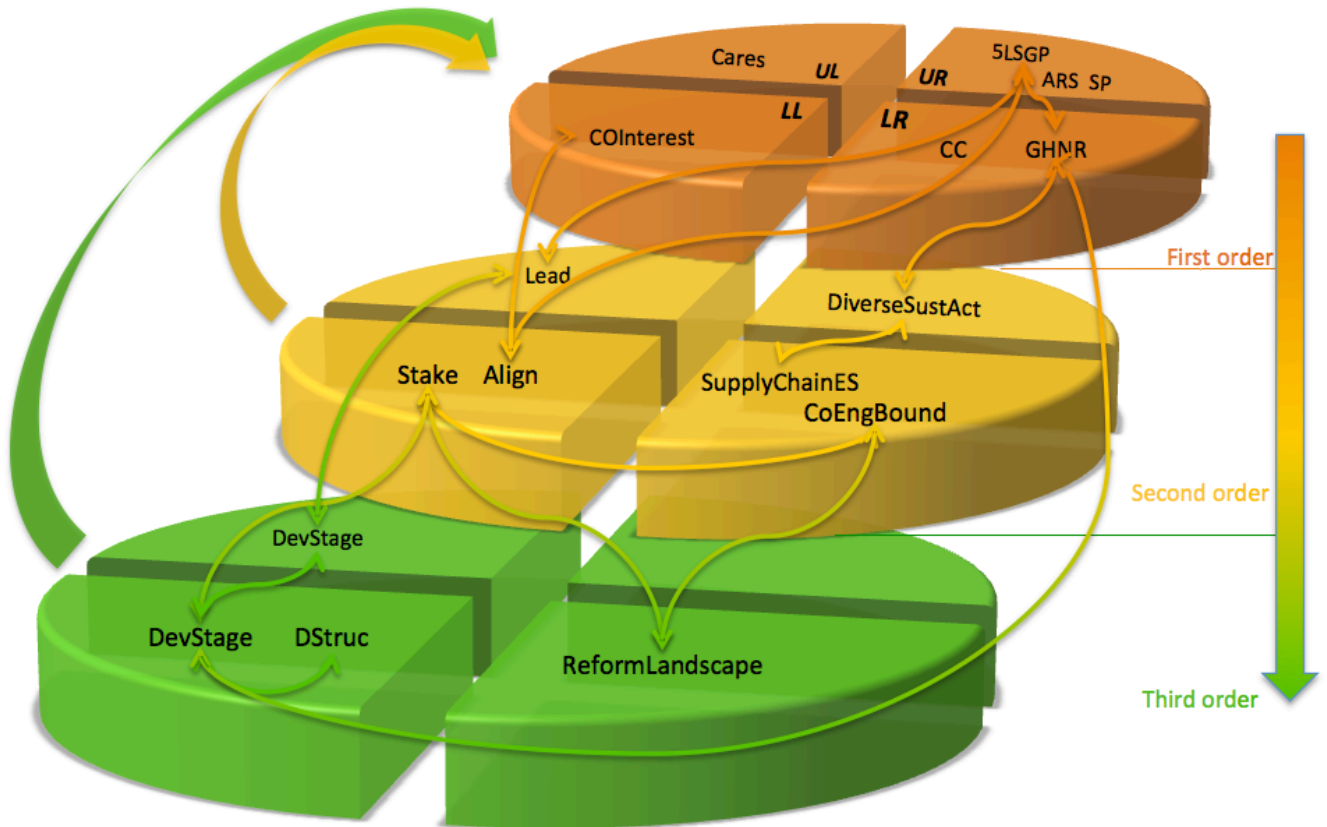 Cares
UL
5LSGP
UR
ARS SP
LL
LR
COInterest
CC
GHNR
First order
Lead
DiverseSustAct
Stake
Align
SupplyChainES
CoEngBound
Second order
DevStage
DevStage
DStruc
ReformLandscape
Third order